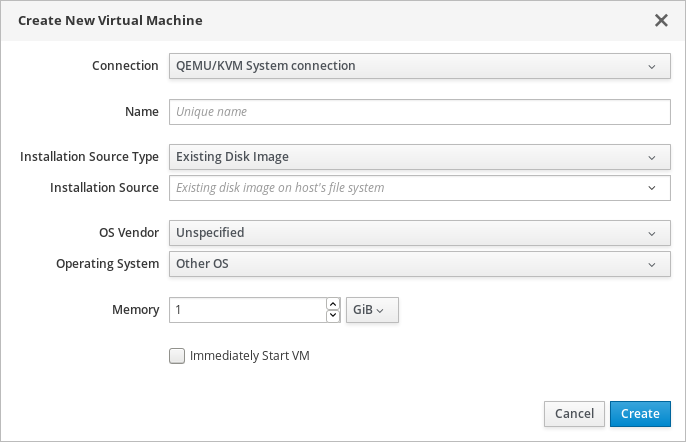 Create New Virtual Machine
Connection QEMU/KVM System connection
Name Unique name
Installation Source Type Existing Disk Image
Installation Source Existing disk image on host's file system
OS Vendor Unspecified
Operating System Other OS
Memory 1 GiB
Immediately Start VM
Cancel Create